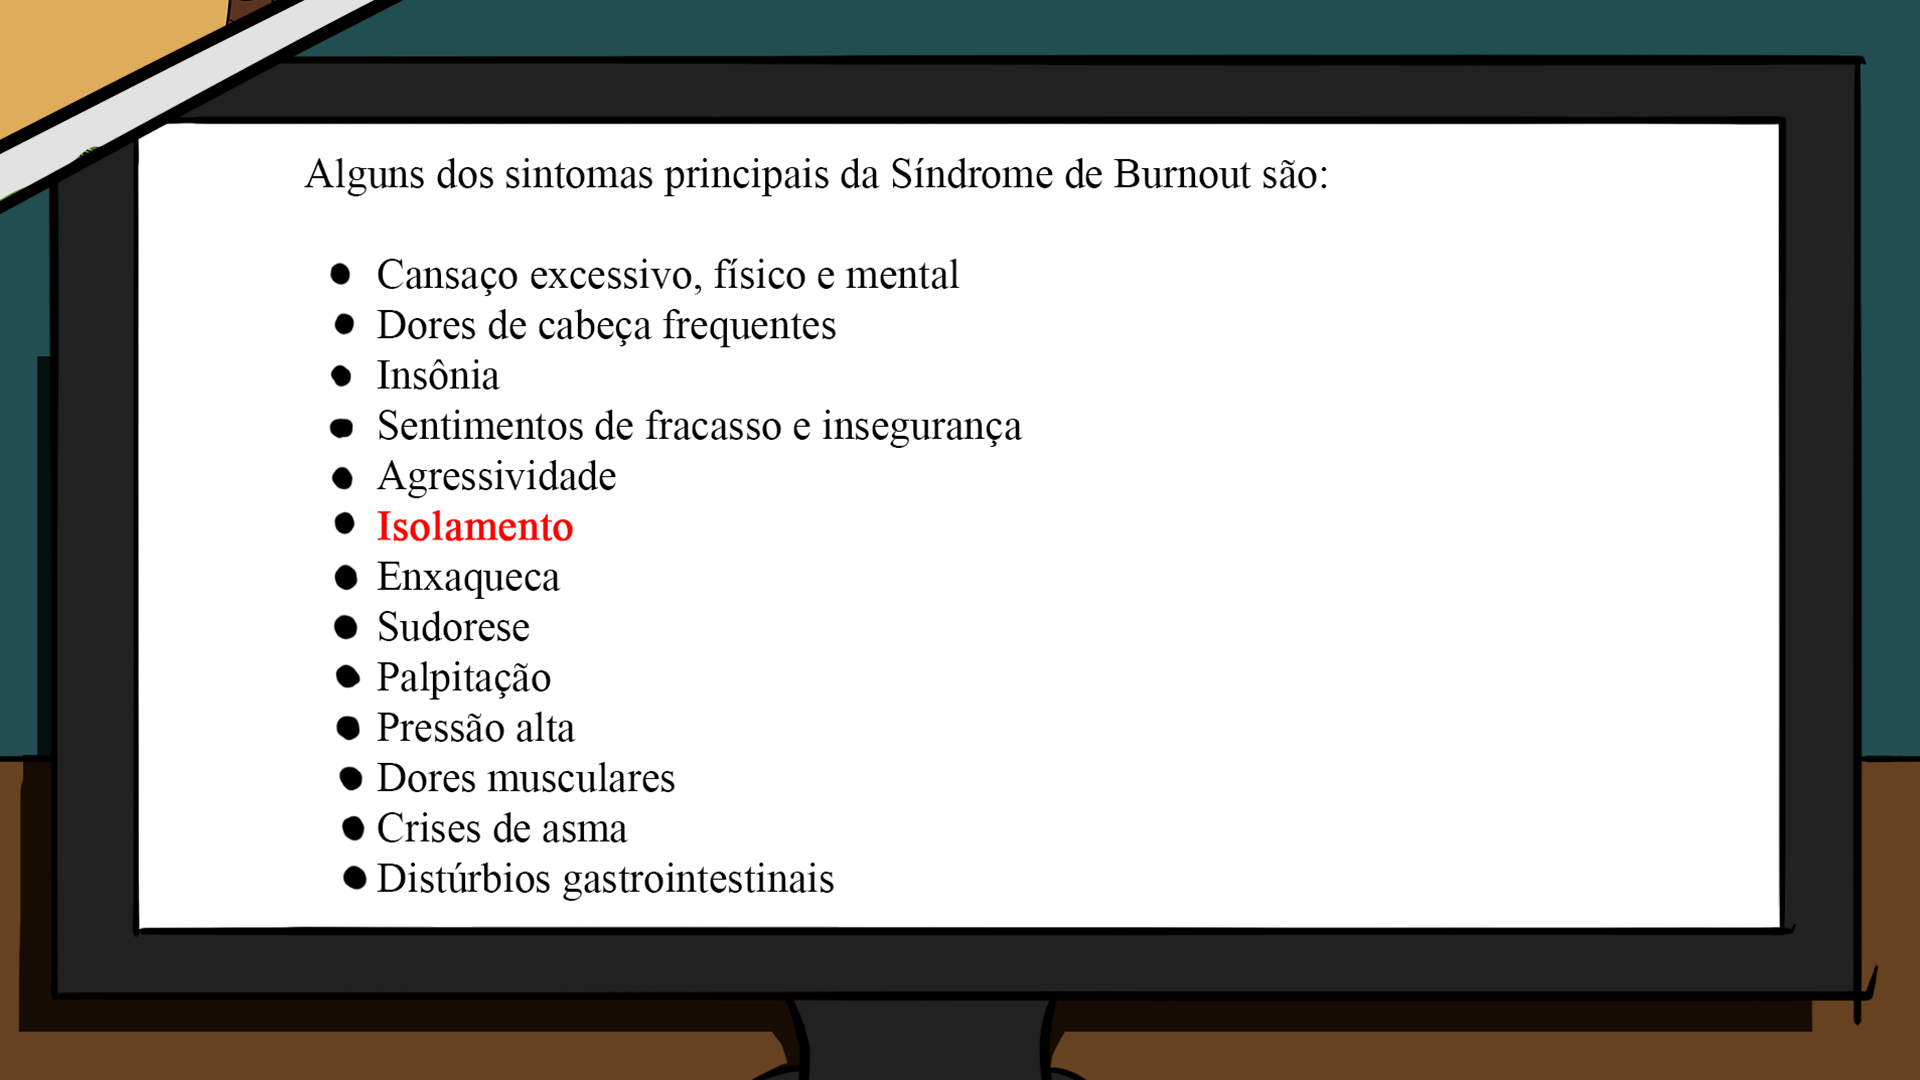 Alguns dos sintomas principais da Síndrome de Burnout são:
● Cansaço excessivo, físico e mental
● Dores de cabeça frequentes
● Insônia
● Sentimentos de fracasso e insegurança
● Agressividade
● Isolamento
● Enxaqueca
● Sudorese
● Palpitação
● Pressão alta
● Dores musculares
● Crises de asma
● Distúrbios gastrointestinais